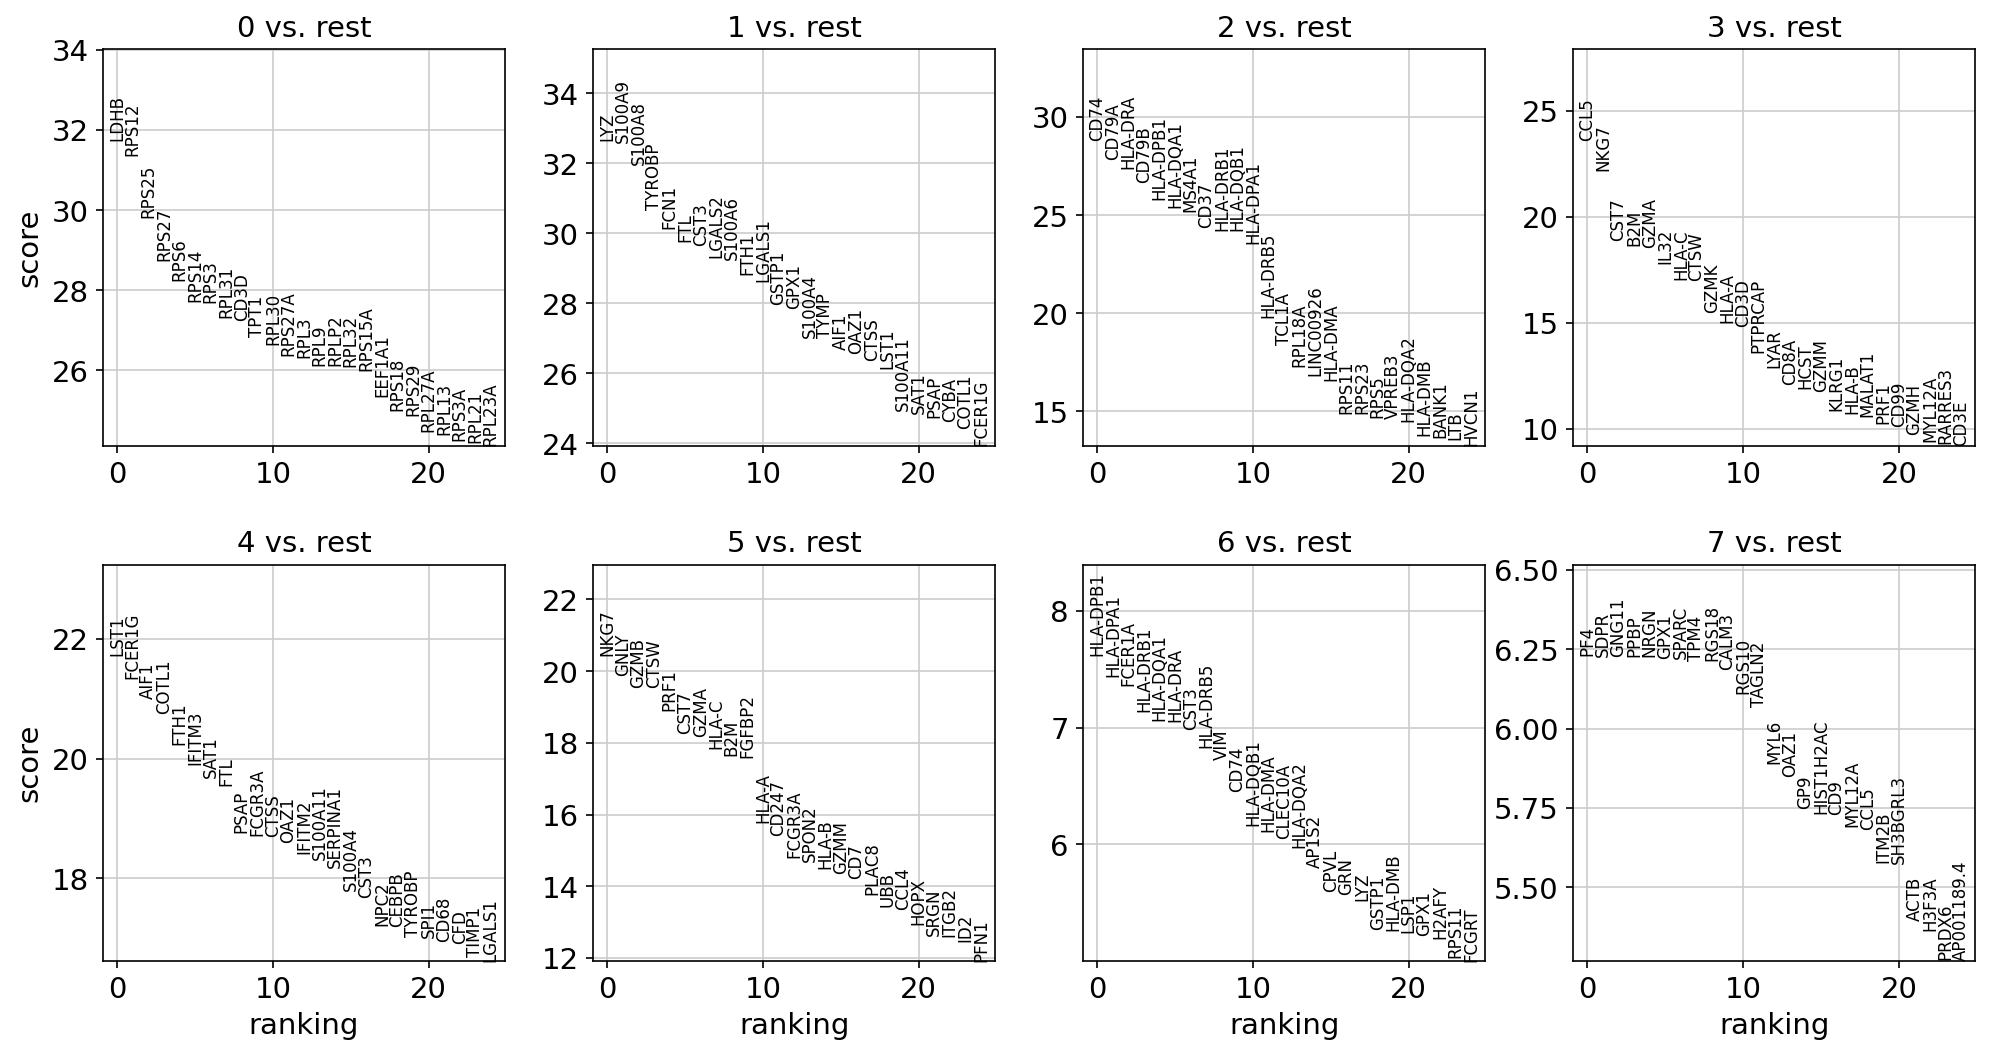 0 vs. rest
34
32
30
28
26
score
0 10 20
LDHB
RPS12
RPS25
RPS27
RPS6
RPS14
RPS3
RPL31
CD3D
TPT1
RPL30
RPS27A
RPL3
RPL9
RPLP2
RPL32
RPS15A
EEF1A1
RPS18
RPS29
RPL27A
RPL13
RPS3A
RPL21
RPL23A
1 vs. rest
34
32
30
28
26
24
0 10 20
LYZ
S100A9
S100A8
TYROBP
FCN1
FTL
CST3
LGALS2
S100A6
FTH1
LGALS1
GSTP1
GPX1
S100A4
TYMP
AIF1
OAZ1
CTSS
LST1
S100A11
SAT1
PSAP
CYBA
COTL1
FCER1G
2 vs. rest
30
25
20
15
0 10 20
CD74
CD79A
HLA-DRA
CD79B
HLA-DPB1
HLA-DQA1
MS4A1
CD37
HLA-DRB1
HLA-DQB1
HLA-DPA1
HLA-DRB5
TCL1A
RPL18A
LINC00926
HLA-DMA
RPS11
RPS23
RPS5
VPREB3
HLA-DQA2
HLA-DMB
BANK1
LTB
HVCN1
3 vs. rest
25
20
15
10
0 10 20
CCL5
NKG7
CST7
B2M
GZMA
IL32
HLA-C
CTSW
GZMK
HLA-A
CD3D
PTPRCAP
LYAR
CD8A
HCST
GZMM
KLRG1
HLA-B
MALAT1
PRF1
CD99
GZMH
MYL12A
RARRES3
CD3E
4 vs. rest
22
20
18
score
0 10 20
ranking
LST1
FCER1G
AIF1
COTL1
FTH1
IFITM3
SAT1
FTL
PSAP
FCGR3A
CTSS
OAZ1
IFITM2
S100A11
SERPINA1
S100A4
CST3
NPC2
CEBPB
TYROBP
SPI1
CD68
CFD
TIMP1
LGALS1
5 vs. rest
22
20
18
16
14
12
0 10 20
ranking
NKG7
GNLY
GZMB
CTSW
PRF1
CST7
GZMA
HLA-C
B2M
FGFBP2
HLA-A
CD247
FCGR3A
SPON2
HLA-B
GZMM
CD7
PLAC8
UBB
CCL4
HOPX
SRGN
ITGB2
ID2
PFN1
6 vs. rest
8
7
6
0 10 20
ranking
HLA-DPB1
HLA-DPA1
FCER1A
HLA-DRB1
HLA-DQA1
HLA-DRA
CST3
HLA-DRB5
VIM
CD74
HLA-DQB1
HLA-DMA
CLEC10A
HLA-DQA2
AP1S2
CPVL
GRN
LYZ
GSTP1
HLA-DMB
LSP1
GPX1
H2AFY
RPS11
FCGRT
7 vs. rest
6.50
6.25
6.00
5.75
5.50
0 10 20
ranking
PF4
SDPR
GNG11
PPBP
NRGN
GPX1
SPARC
TPM4
RGS18
CALM3
RGS10
TAGLN2
MYL6
OAZ1
GP9
HIST1H2AC
CD9
MYL12A
CCL5
ITM2B
SH3BGRL3
ACTB
H3F3A
PRDX6
AP001189.4